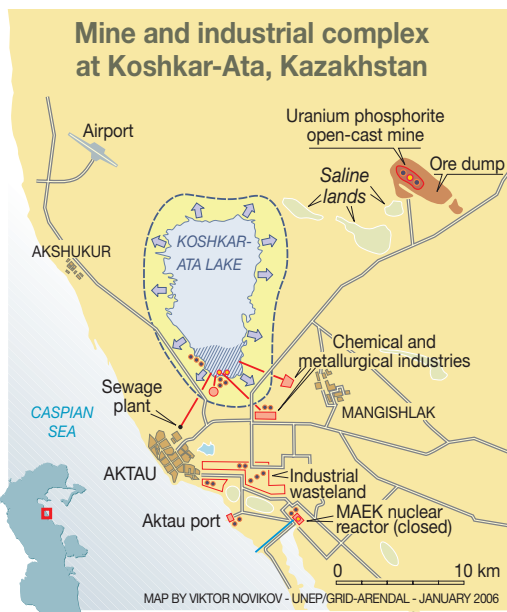 Mine and industrial complex
at Koshkar-Ata, Kazakhstan
Airport
Uranium phosphorite
open-cast mine
Ore dump
Saline
lands
KOSHKAR-
ATA LAKE
AKSHUKUR
Chemical and
metallurgical industries
Sewage
plant
MANGISHLAK
CASPIAN
SEA
AKTAU
Industrial
wasteland
Aktau port
MAEK nuclear
reactor (closed)
0 10 km
MAP BY VIKTOR NOVIKOV - UNEP/GRID-ARENDAL - JANUARY 2006